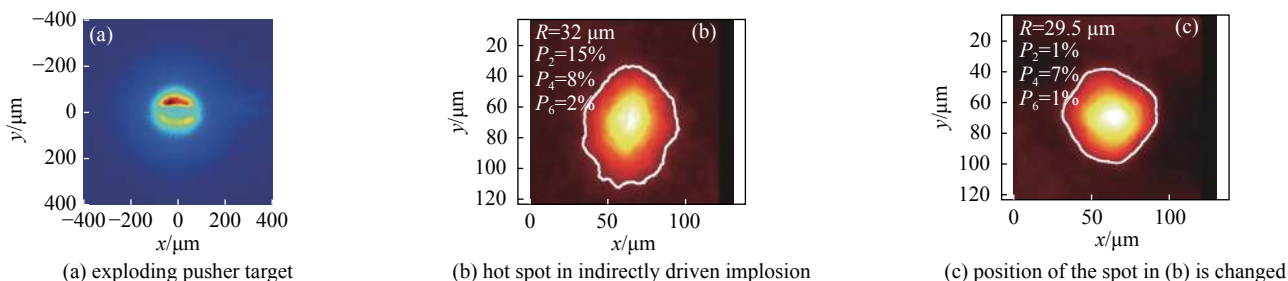 (a)
−400
−200
0
200
400
y/μm
−400 −200 0 200 400
x/μm
(a) exploding pusher target
(b)
R=32 μm
P₂=15%
P₄=8%
P₆=2%
20
40
60
80
100
120
y/μm
0 50 100
x/μm
(b) hot spot in indirectly driven implosion
(c)
R=29.5 μm
P₂=1%
P₄=7%
P₆=1%
20
40
60
80
100
120
y/μm
0 50 100
x/μm
(c) position of the spot in (b) is changed